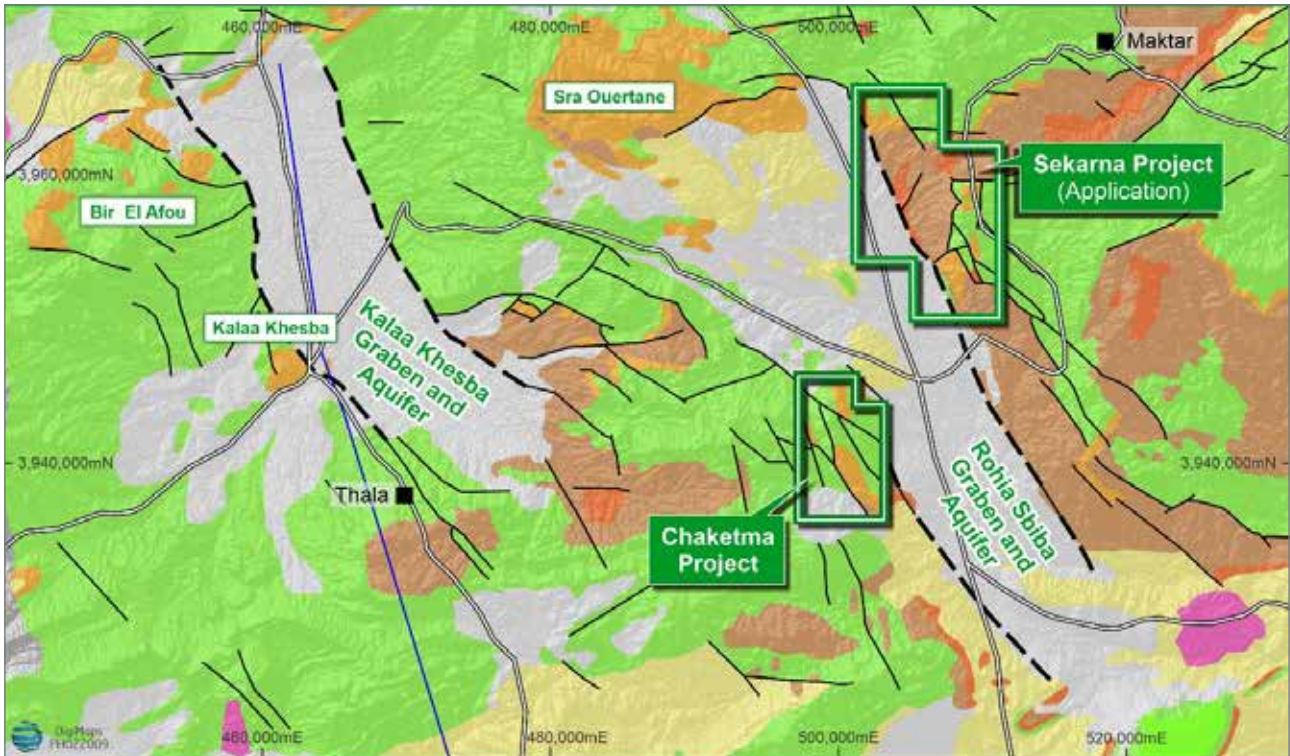 460,000mE
480,000mE
500,000mE
Maktar
Sra Ouertane
Sekarna Project
(Application)
3,960,000mN
Bir El Afou
Kalaa Khesba
Kalaa Khesba
Graben and
Aquifer
3,940,000mN
3,940,000mN
Thala
Rohia Sbiba
Graben and
Aquifer
Chaketma
Project
DigiMaps
460,000mE
480,000mE
500,000mE
520,000mE